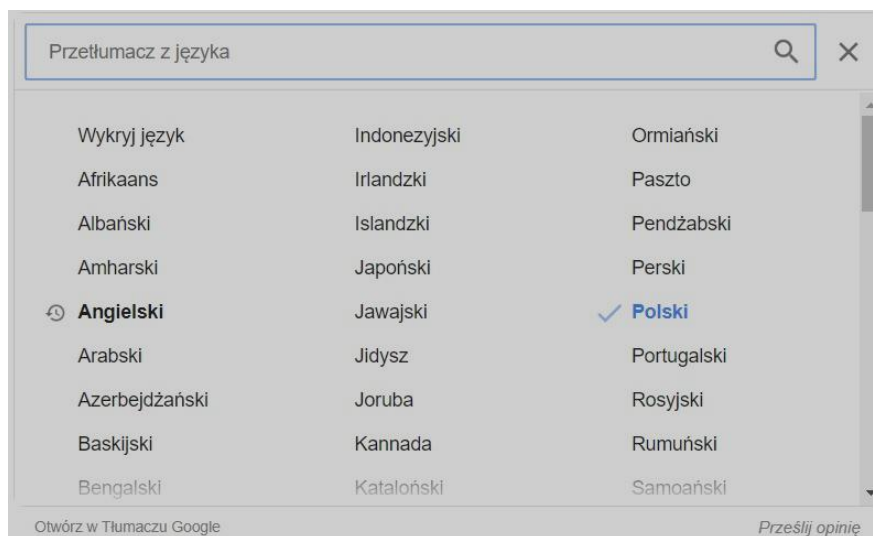 Przetłumacz z języka
Wykryj język Indonezyjski Ormiański
Afrikaans Irlandzki Paszto
Albański Islandzki Pendżabski
Amharski Japoński Perski
Angielski Jawajski Polski
Arabski Jidysz Portugalski
Azerbejdżański Joruba Rosyjski
Baskijski Kannada Rumuński
Bengalski Kataloński Samoański
Otwórz w Tłumaczu Google Prześlij opinię